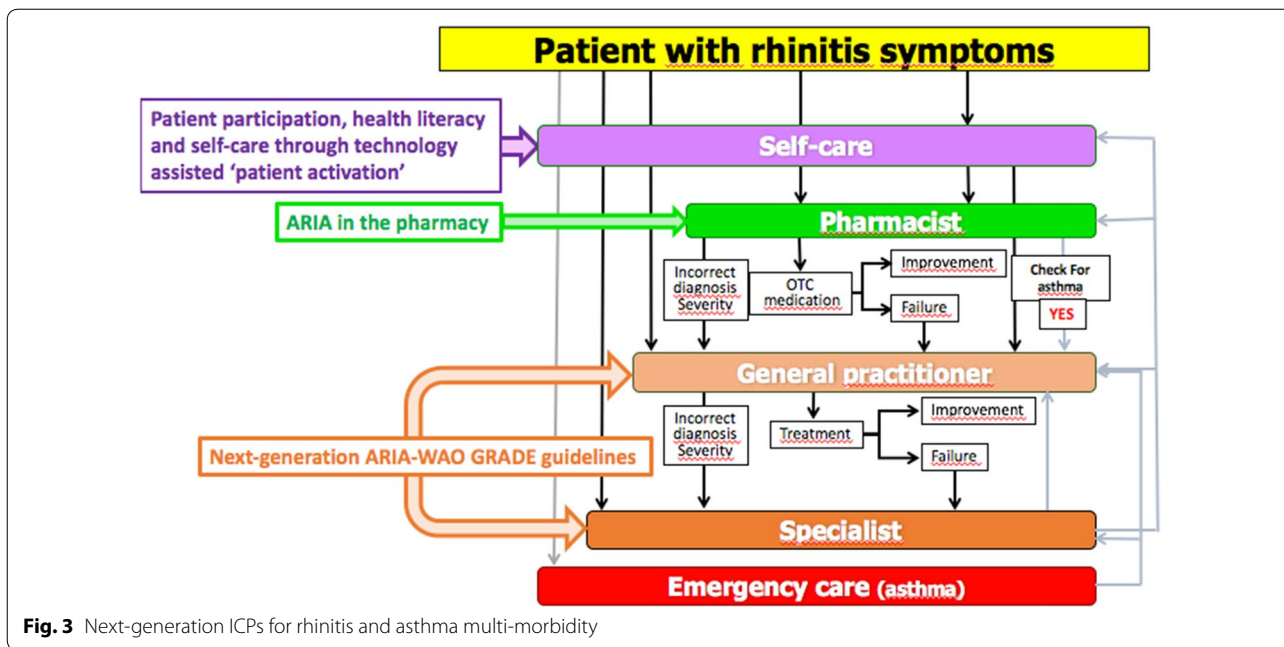 Patient with rhinitis symptoms
Patient participation, health literacy
and self-care through technology
assisted ‘patient activation’
Self-care
ARIA in the pharmacy
Pharmacist
Incorrect
diagnosis
Severity
OTC
medication
Improvement
Failure
Check For
asthma
YES
General practitioner
Incorrect
diagnosis
Severity
Treatment
Improvement
Failure
Next-generation ARIA-WAO GRADE guidelines
Specialist
Emergency care (asthma)
Fig. 3 Next-generation ICPs for rhinitis and asthma multi-morbidity